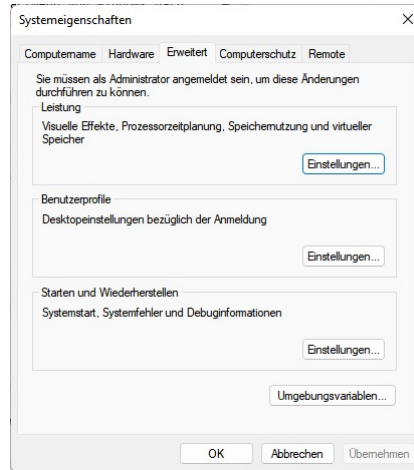 Systemeigenschaften
Computername Hardware Erweitert Computerschutz Remote
Sie müssen als Administrator angemeldet sein, um diese Änderungen
durchführen zu können.
Leistung
Visuelle Effekte, Prozessorzeitplanung, Speichernutzung und virtueller
Speicher
Einstellungen...
Benutzerprofile
Desktopeinstellungen bezüglich der Anmeldung
Einstellungen...
Starten und Wiederherstellen
Systemstart, Systemfehler und Debuginformationen
Einstellungen...
Umgebungsvariablen...
OK Abbrechen Übernehmen